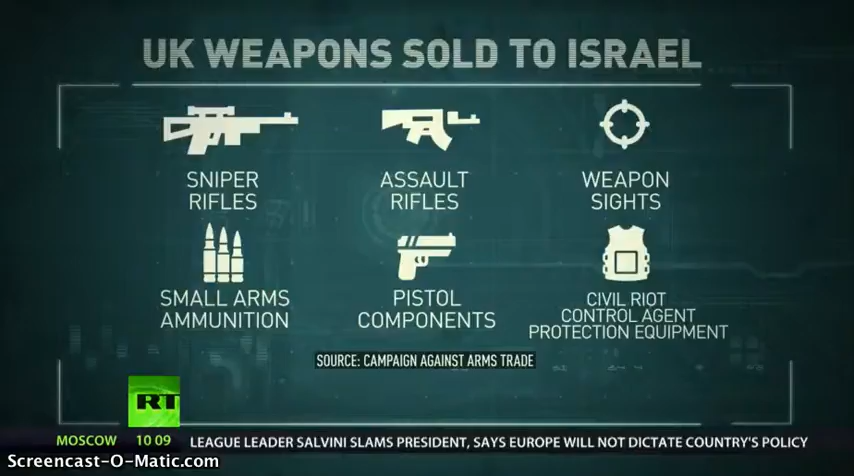 UK WEAPONS SOLD TO ISRAEL
SNIPER
RIFLES
ASSAULT
RIFLES
WEAPON
SIGHTS
SMALL ARMS
AMMUNITION
PISTOL
COMPONENTS
CIVIL RIOT
CONTROL AGENT
PROTECTION EQUIPMENT
SOURCE: CAMPAIGN AGAINST ARMS TRADE
RT
MOSCOW 10 09 LEAGUE LEADER SALVINI SLAMS PRESIDENT, SAYS EUROPE WILL NOT DICTATE COUNTRY'S POLICY
Screencast-O-Matic.com